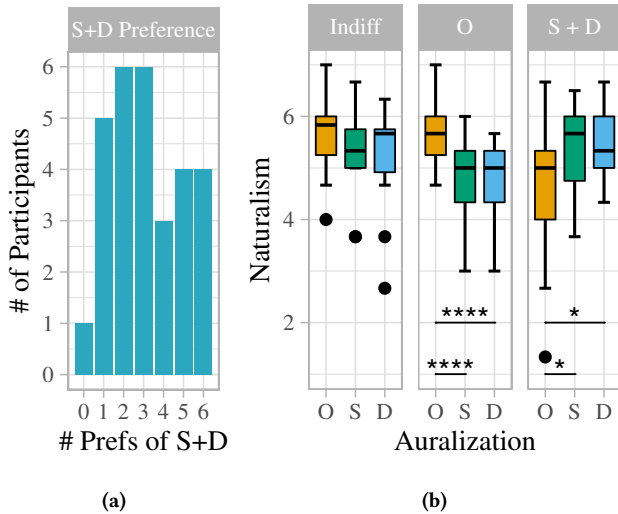 S+D Preference
# of Participants
6
5
4
3
2
1
0
0 1 2 3 4 5 6
# Prefs of S+D
(a)
Indiff O S + D
Naturalism
6
4
2
**** *
**** *
O S D O S D O S D
Auralization
(b)